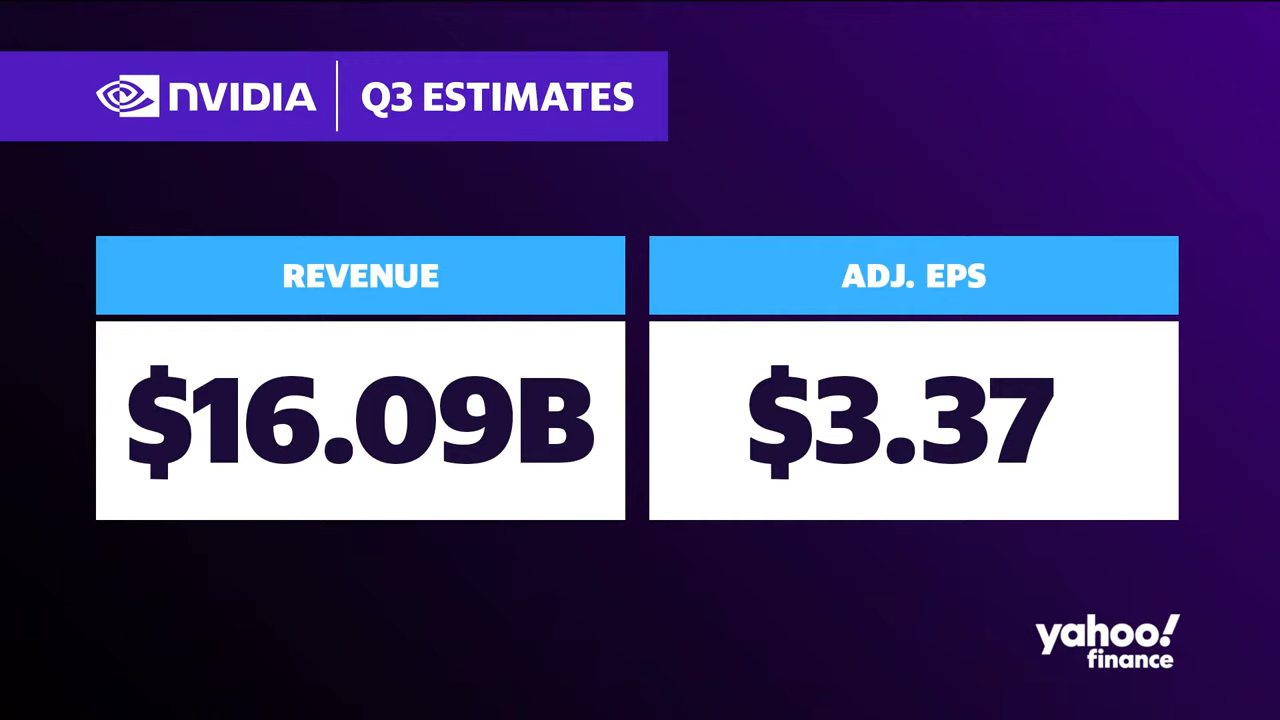 NVIDIA
Q3 ESTIMATES
REVENUE
ADJ. EPS
$16.09B
$3.37
yahoo!
finance